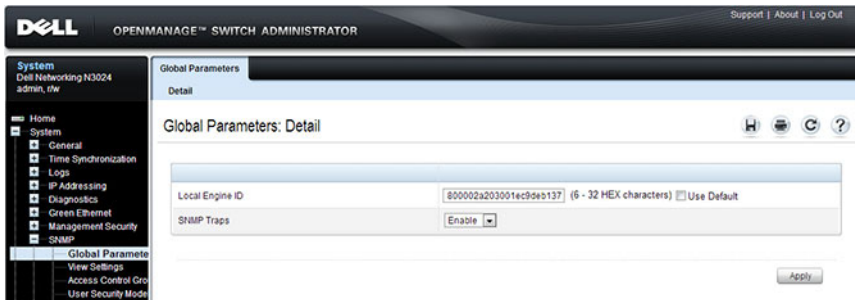 Support | About | Log Out
DELL OPENMANAGE™ SWITCH ADMINISTRATOR
System
Dell Networking N3024
admin, r/w
Home
System
General
Time Synchronization
Logs
IP Addressing
Diagnostics
Green Ethernet
Management Security
SNMP
Global Paramete
View Settings
Access Control Gro
User Security Mode
Global Parameters
Detail
Global Parameters: Detail
Local Engine ID 800002a203001ec9deb137 (6 - 32 HEX characters) Use Default
SNMP Traps Enable
Apply